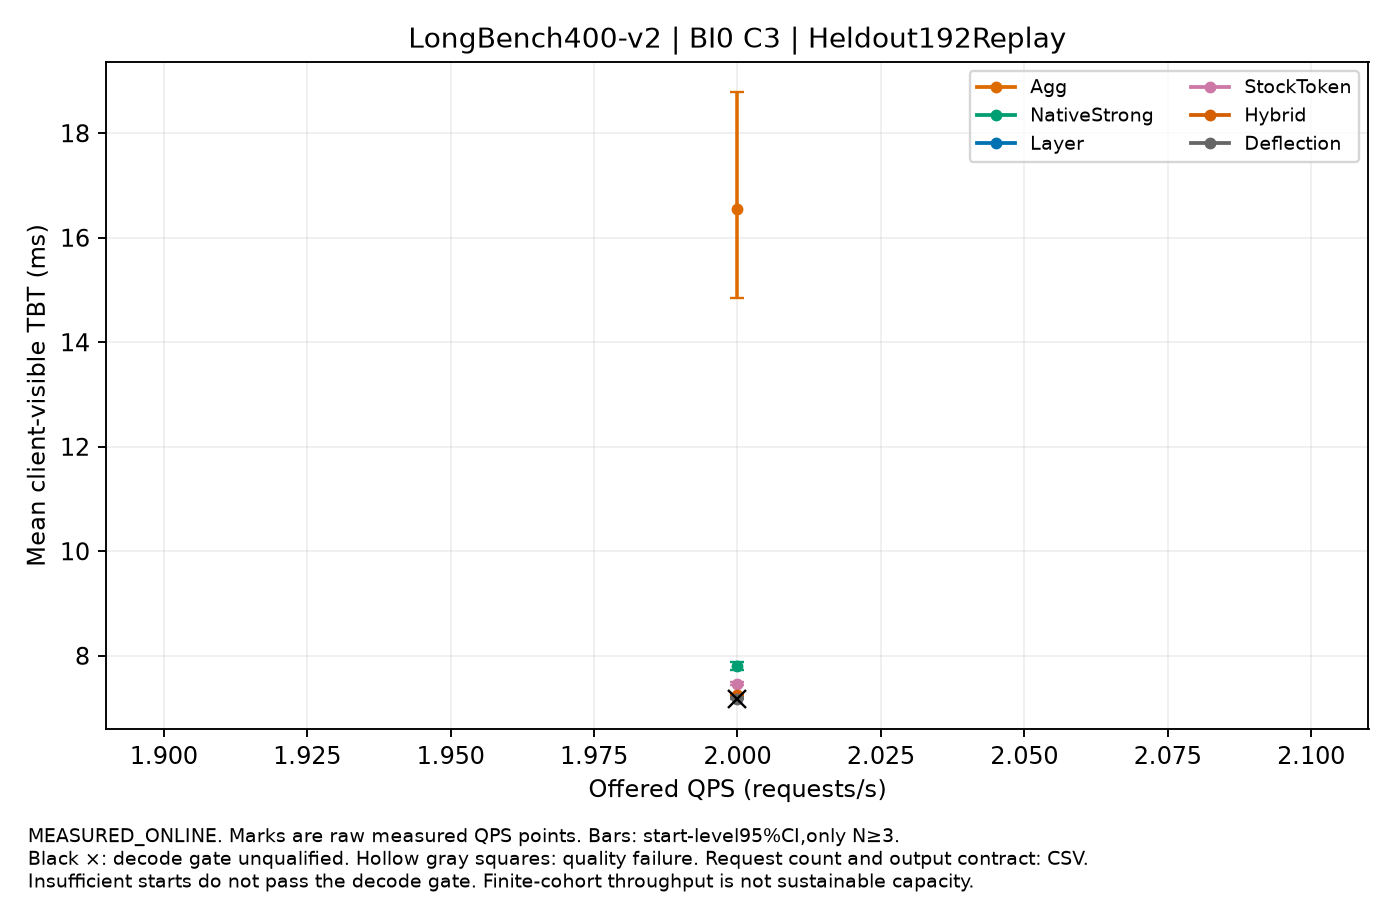 LongBench400-v2 | BI0 C3 | Heldout192Replay
Agg
NativeStrong
Layer
StockToken
Hybrid
Deflection
Mean client-visible TBT (ms)
18
16
14
12
10
8
1.900 1.925 1.950 1.975 2.000 2.025 2.050 2.075 2.100
Offered QPS (requests/s)
MEASURED_ONLINE. Marks are raw measured QPS points. Bars: start-level95%CI,only N≥3.
Black ×: decode gate unqualified. Hollow gray squares: quality failure. Request count and output contract: CSV.
Insufficient starts do not pass the decode gate. Finite-cohort throughput is not sustainable capacity.